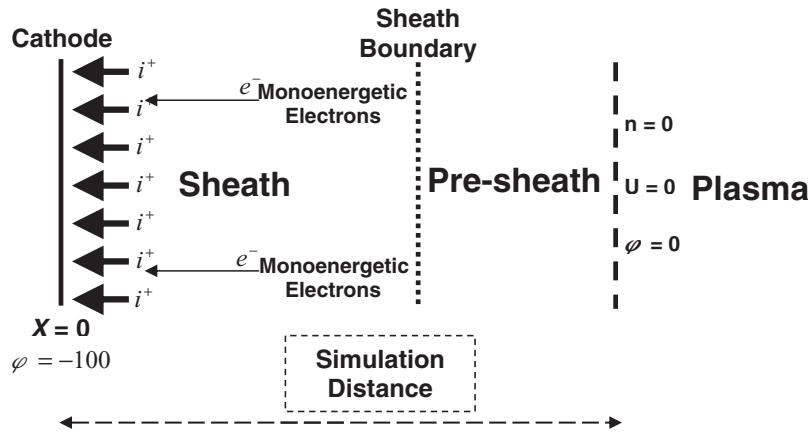 Sheath
Boundary
Cathode
i⁺
e⁻ Monoenergetic
Electrons
i
i⁺
Sheath
i⁺
Pre-sheath
i⁺
i⁺
e⁻ Monoenergetic
Electrons
i⁺
n = 0
U = 0
φ = 0
Plasma
X = 0
φ = −100
Simulation
Distance